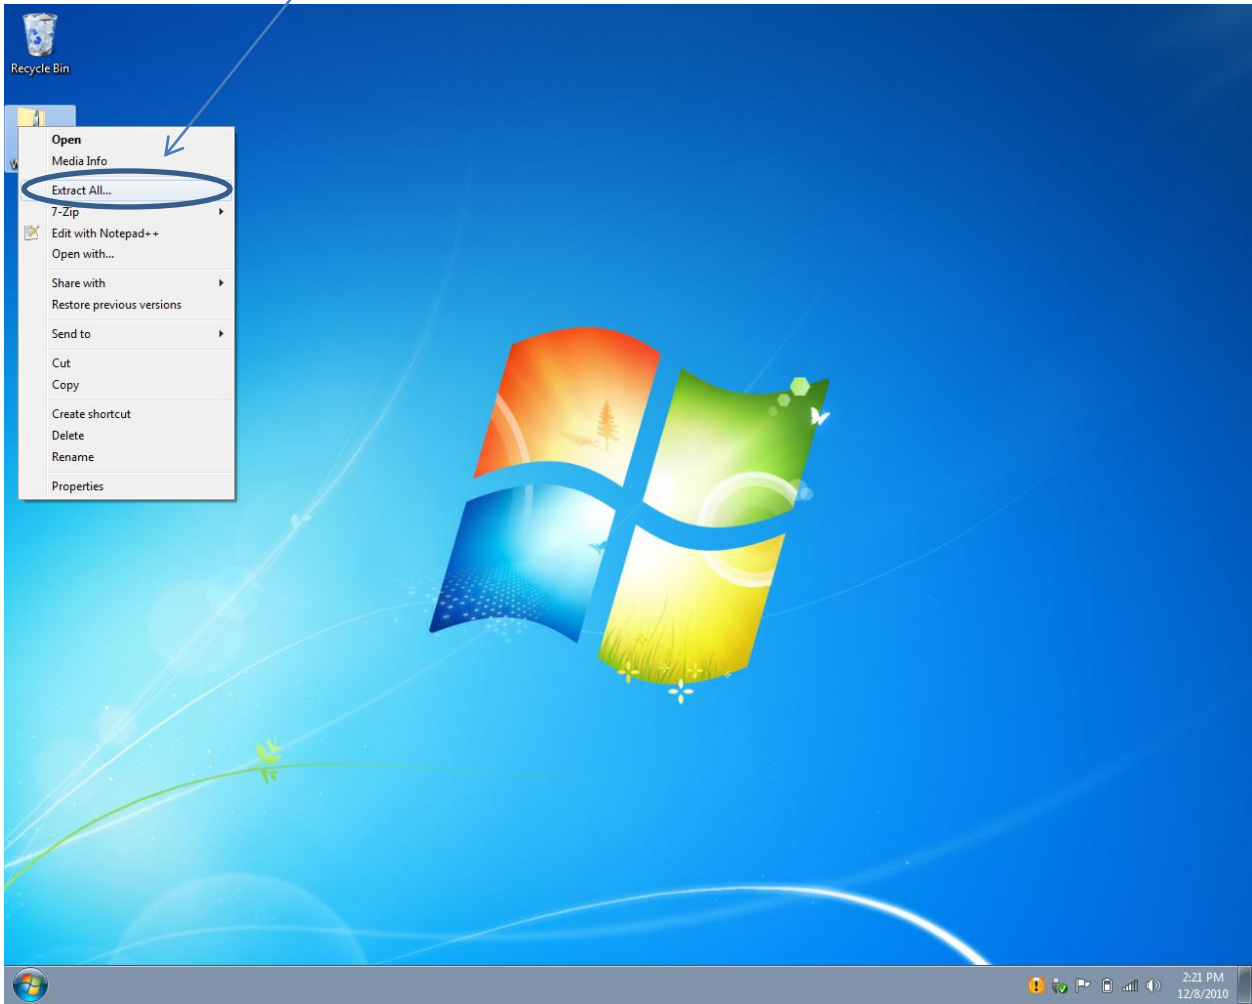 Recycle Bin
Open
Media Info
Extract All...
7-Zip
Edit with Notepad++
Open with...
Share with
Restore previous versions
Send to
Cut
Copy
Create shortcut
Delete
Rename
Properties
2:21 PM
12/8/2010